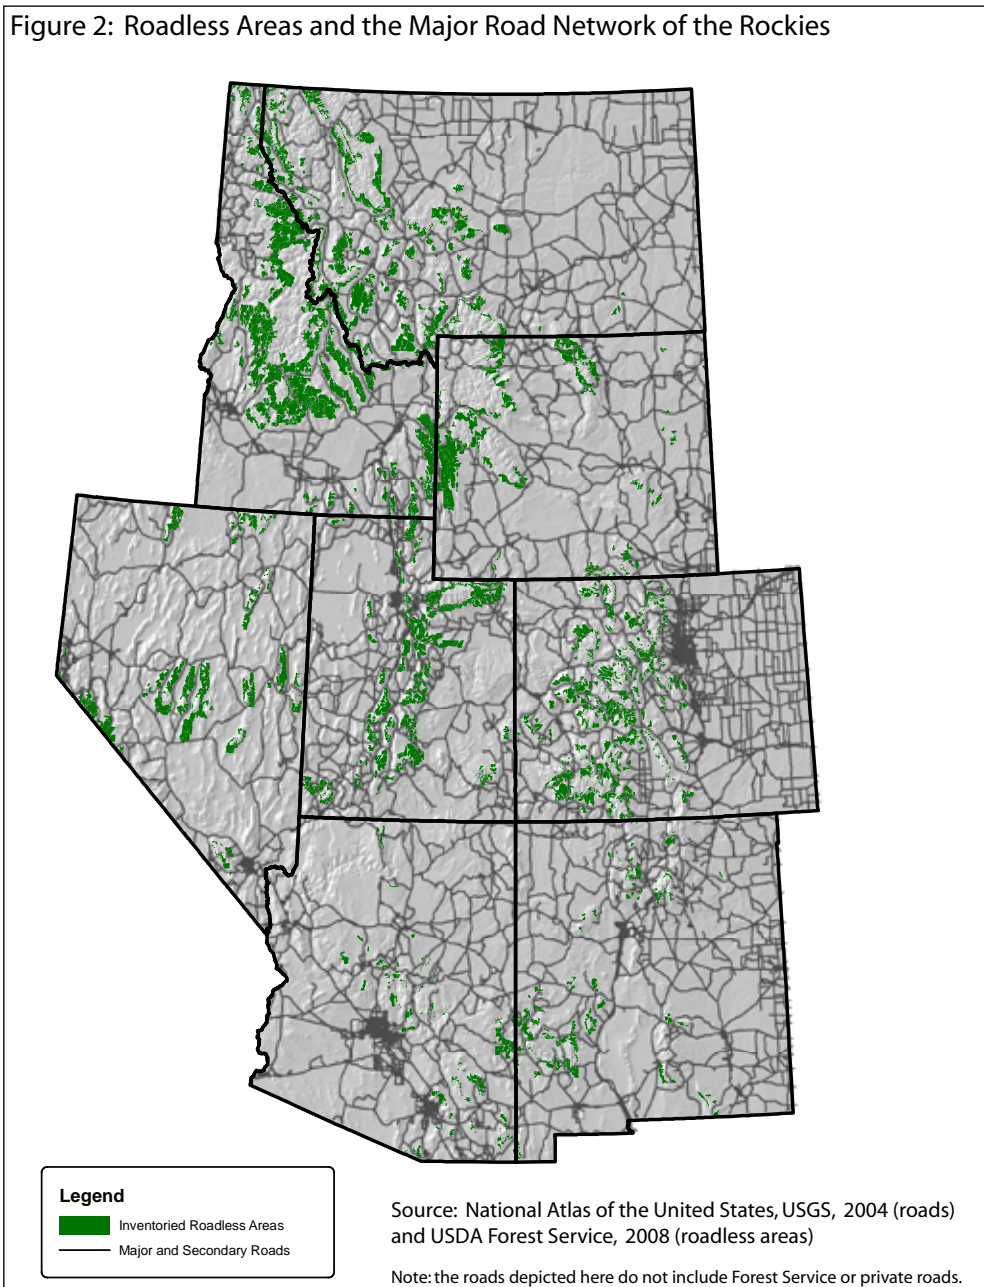 Figure 2: Roadless Areas and the Major Road Network of the Rockies
Legend
Inventoried Roadless Areas
Major and Secondary Roads
Source: National Atlas of the United States, USGS, 2004 (roads)
and USDA Forest Service, 2008 (roadless areas)
Note: the roads depicted here do not include Forest Service or private roads.